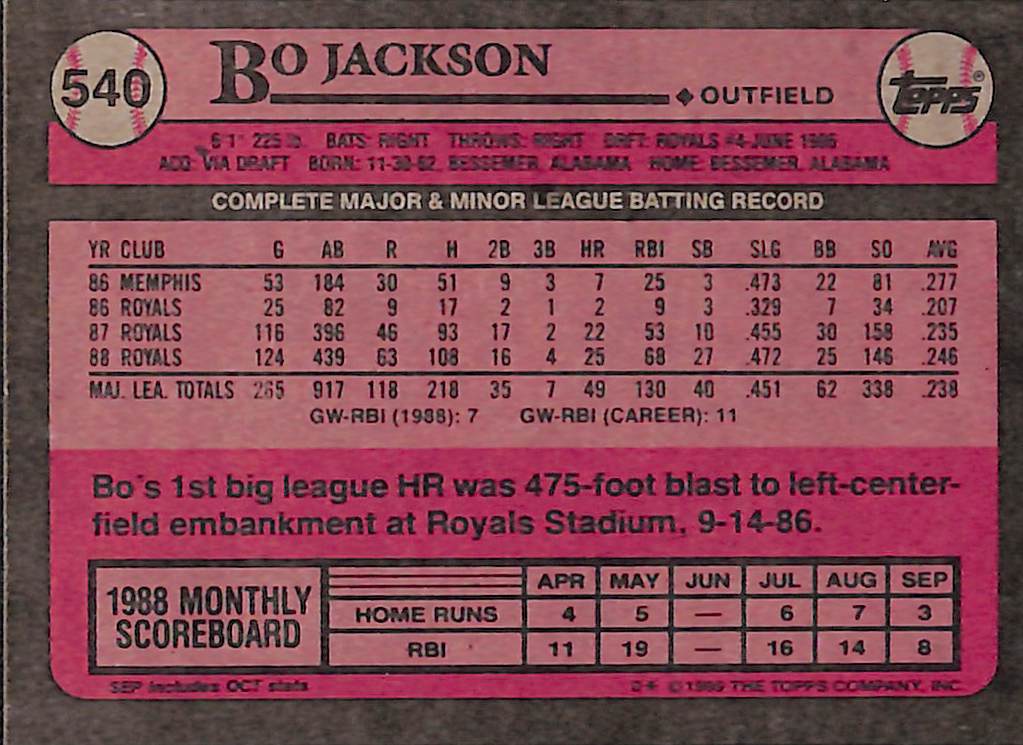 540
BO JACKSON
◆ OUTFIELD
TOPPS®
6'1" 225 lb. BATS: RIGHT THROWS: RIGHT DRFT: ROYALS #4-JUNE 1986
ACQ: VIA DRAFT BORN: 11-30-62, BESSEMER, ALABAMA HOME: BESSEMER, ALABAMA
COMPLETE MAJOR & MINOR LEAGUE BATTING RECORD
YR CLUB G AB R H 2B 3B HR RBI SB SLG BB SO AVG
86 MEMPHIS 53 184 30 51 9 3 7 25 3 .473 22 81 .277
86 ROYALS 25 82 9 17 2 1 2 9 3 .329 7 34 .207
87 ROYALS 116 396 46 93 17 2 22 53 10 .455 30 158 .235
88 ROYALS 124 439 63 108 16 4 25 68 27 .472 25 146 .246
MAJ. LEA. TOTALS 265 917 118 218 35 7 49 130 40 .451 62 338 .238
GW-RBI (1988): 7 GW-RBI (CAREER): 11
Bo's 1st big league HR was 475-foot blast to left-center-
field embankment at Royals Stadium, 9-14-86.
1988 MONTHLY
SCOREBOARD
APR MAY JUN JUL AUG SEP
HOME RUNS 4 5 — 6 7 3
RBI 11 19 — 16 14 8
SEP includes OCT stats
© 1989 THE TOPPS COMPANY, INC.